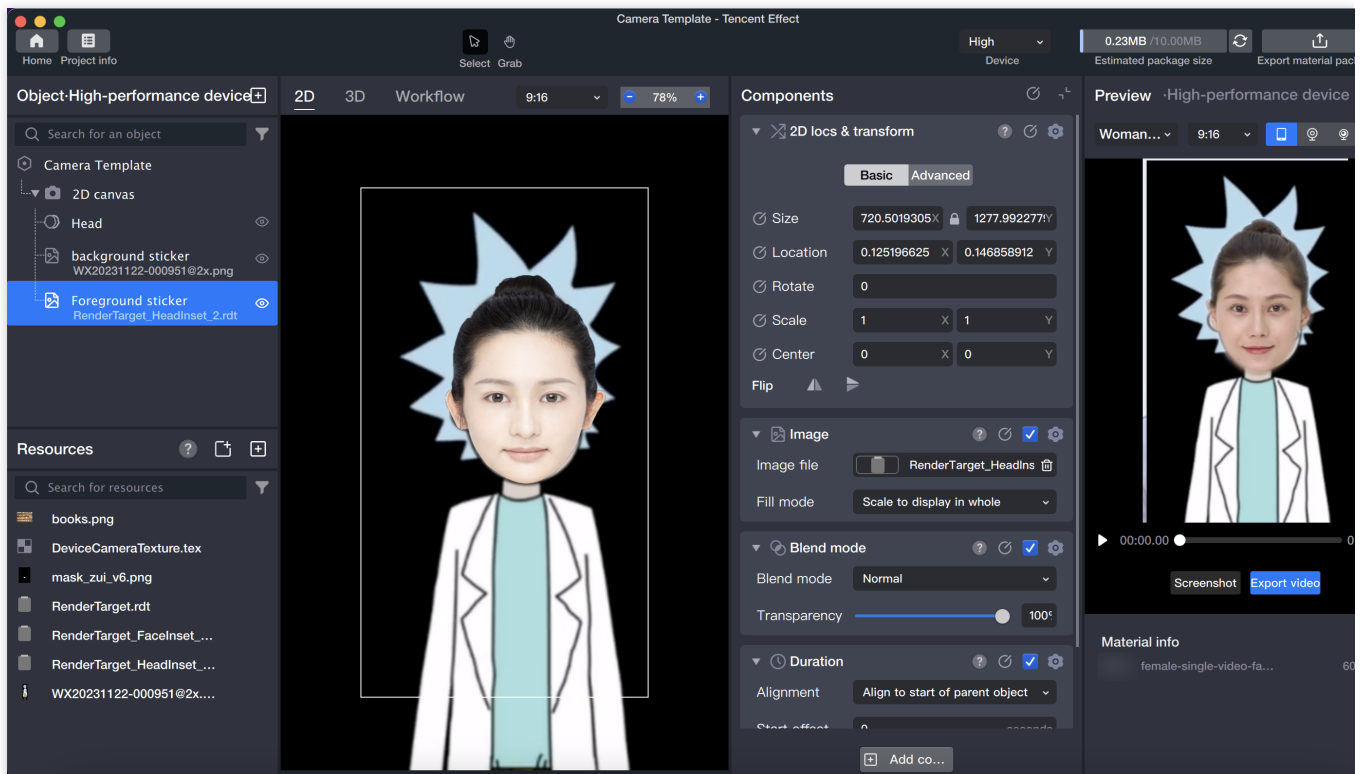 Camera Template - Tencent Effect
Home
Project info
Select
Grab
High
Device
0.23MB /10.00MB
Estimated package size
Export material pac
Object·High-performance device
Search for an object
Camera Template
2D canvas
Head
background sticker
WX20231122-000951@2x.png
Foreground sticker
RenderTarget_HeadInset_2.rdt
Resources
Search for resources
books.png
DeviceCameraTexture.tex
mask_zui_v6.png
RenderTarget.rdt
RenderTarget_FaceInset_...
RenderTarget_HeadInset_...
WX20231122-000951@2x....
2D
3D
Workflow
9:16
78%
Components
2D locs & transform
Basic
Advanced
Size 720.5019305 X 1277.9922779 Y
Location 0.125196625 X 0.146858912 Y
Rotate 0
Scale 1 X 1 Y
Center 0 X 0 Y
Flip
Image
Image file RenderTarget_HeadIns
Fill mode Scale to display in whole
Blend mode
Blend mode Normal
Transparency 100
Duration
Alignment Align to start of parent object
Add co...
Preview ·High-performance device
Woman...
9:16
00:00.00
0
Screenshot
Export video
Material info
female-single-video-fa...
60